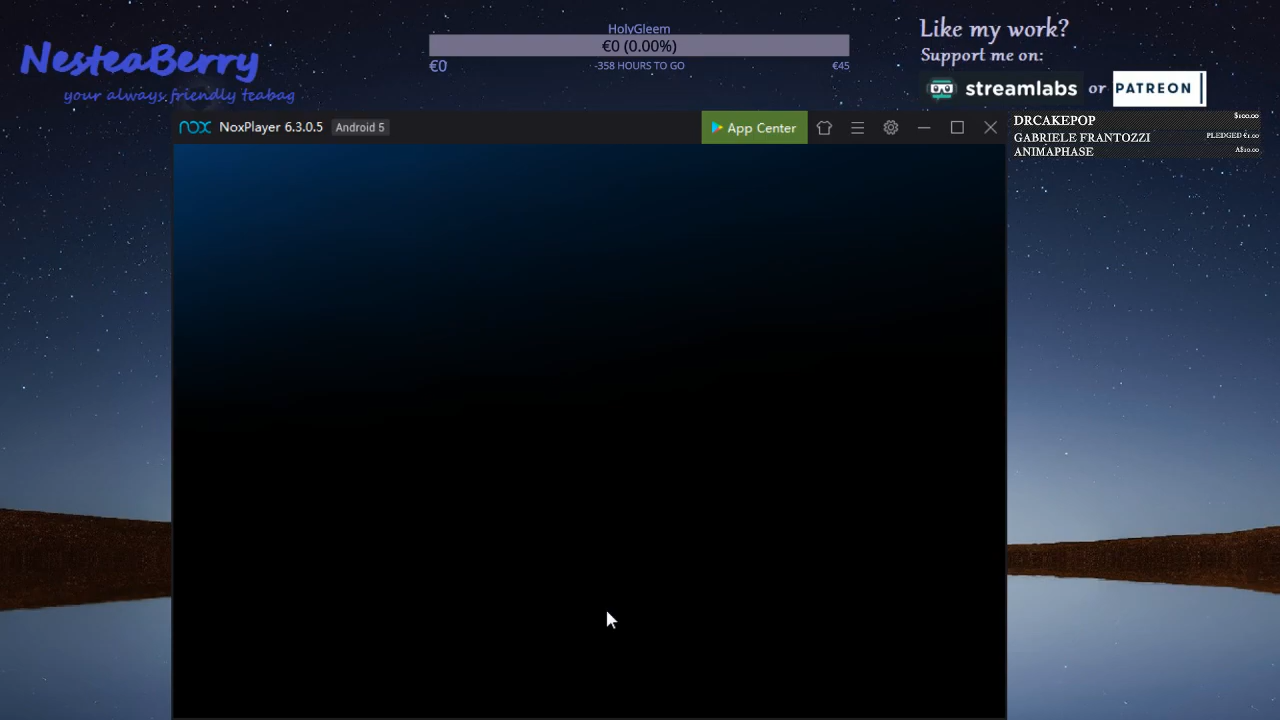 NesteaBerry
your always friendly teabag
HolyGleem
€0 (0.00%)
€0
-358 HOURS TO GO
€45
Like my work?
Support me on:
streamlabs or PATREON
nox NoxPlayer 6.3.0.5 Android 5
App Center
DRCAKEPOP $100.00
GABRIELE FRANTOZZI PLEDGED €1.00
ANIMAPHASE A$10.00